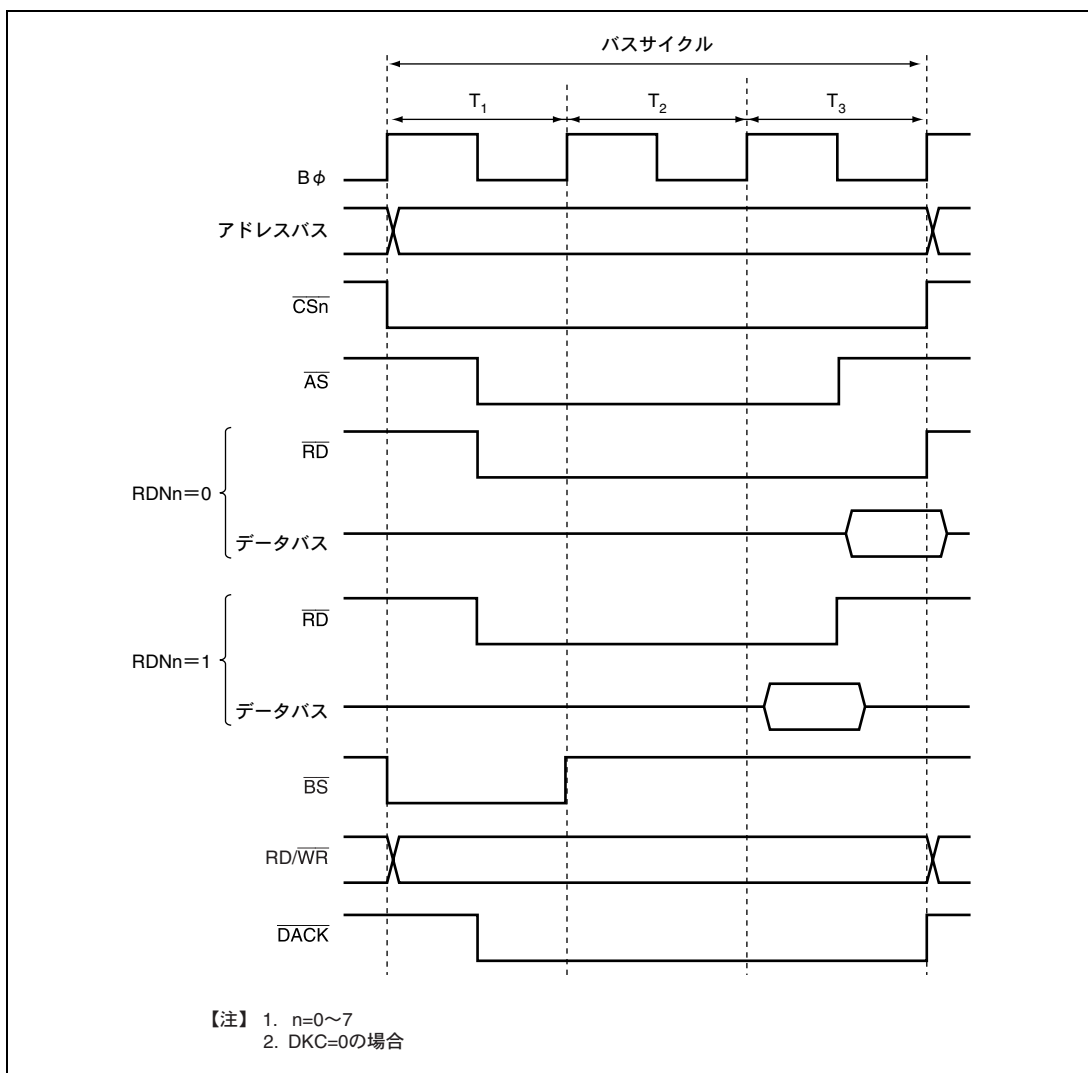 バスサイクル
T1 T2 T3
Bφ
アドレスバス
CSn
AS
RD
RDNn=0
データバス
RD
RDNn=1
データバス
BS
RD/WR
DACK
【注】 1. n=0〜7
2. DKC=0の場合